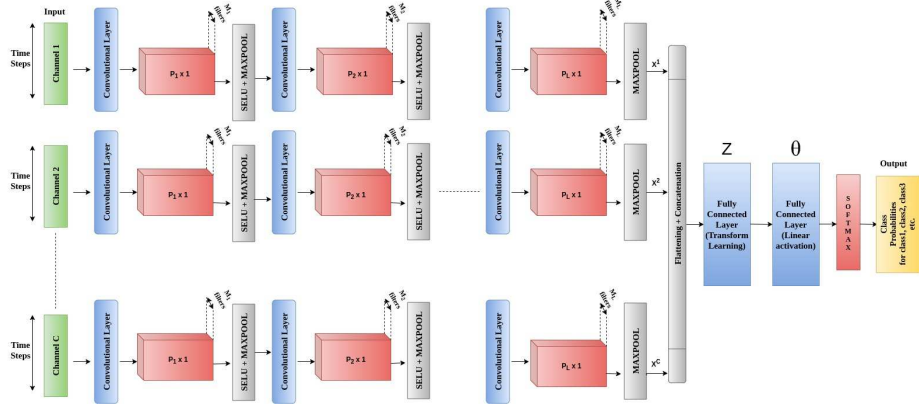 Input
Time
Steps
Channel 1
Convolutional Layer
P1 x 1
M1
filters
SELU + MAXPOOL
Convolutional Layer
P2 x 1
M2
filters
SELU + MAXPOOL
Convolutional Layer
PL x 1
ML
filters
MAXPOOL
X1
Time
Steps
Channel 2
Convolutional Layer
P1 x 1
M1
filters
SELU + MAXPOOL
Convolutional Layer
P2 x 1
M2
filters
SELU + MAXPOOL
Convolutional Layer
PL x 1
ML
filters
MAXPOOL
X2
Time
Steps
Channel C
Convolutional Layer
P1 x 1
M1
filters
SELU + MAXPOOL
Convolutional Layer
P2 x 1
M2
filters
SELU + MAXPOOL
Convolutional Layer
PL x 1
ML
filters
MAXPOOL
XC
Flattening + Concatenation
Z
Fully
Connected
Layer
(Transform
Learning)
θ
Fully
Connected
Layer
(Linear
activation)
SOFTMAX
Output
Class
Probabilities
for class1, class2, class3
etc.